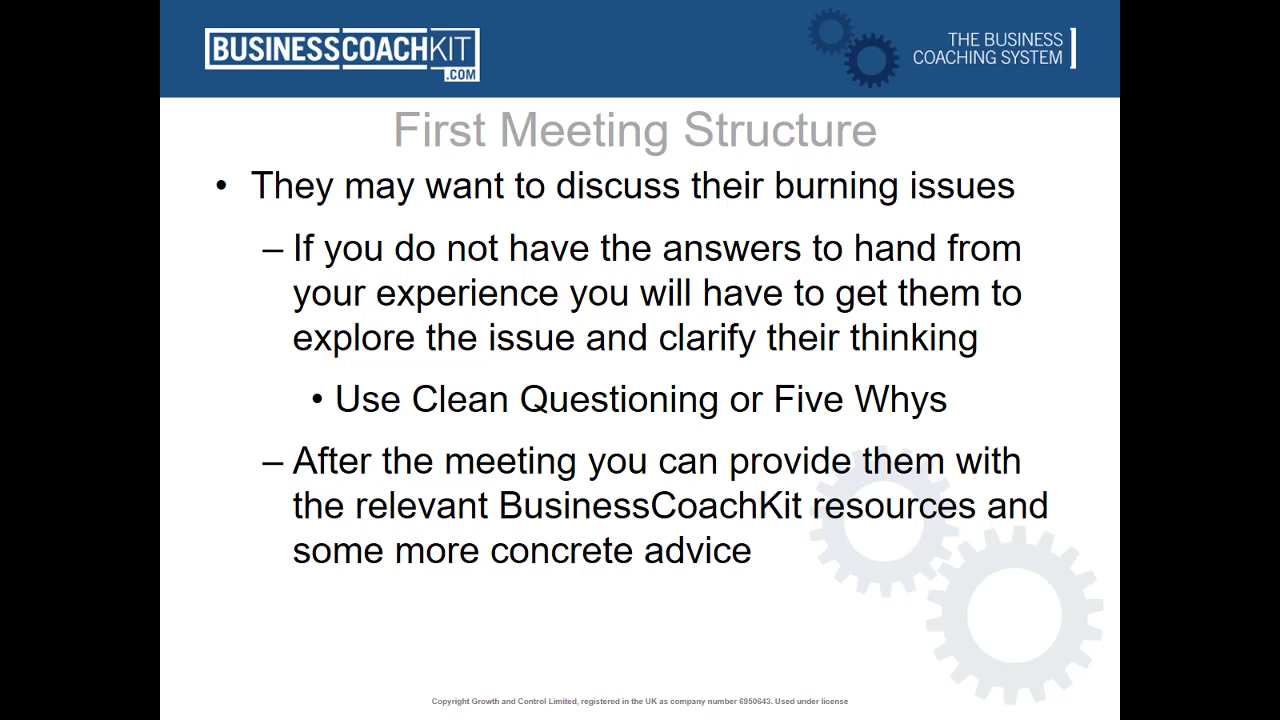 BUSINESSCOACHKIT
.COM
THE BUSINESS
COACHING SYSTEM
First Meeting Structure
• They may want to discuss their burning issues
– If you do not have the answers to hand from
your experience you will have to get them to
explore the issue and clarify their thinking
• Use Clean Questioning or Five Whys
– After the meeting you can provide them with
the relevant BusinessCoachKit resources and
some more concrete advice
Copyright Growth and Control Limited, registered in the UK as company number 6950643. Used under license